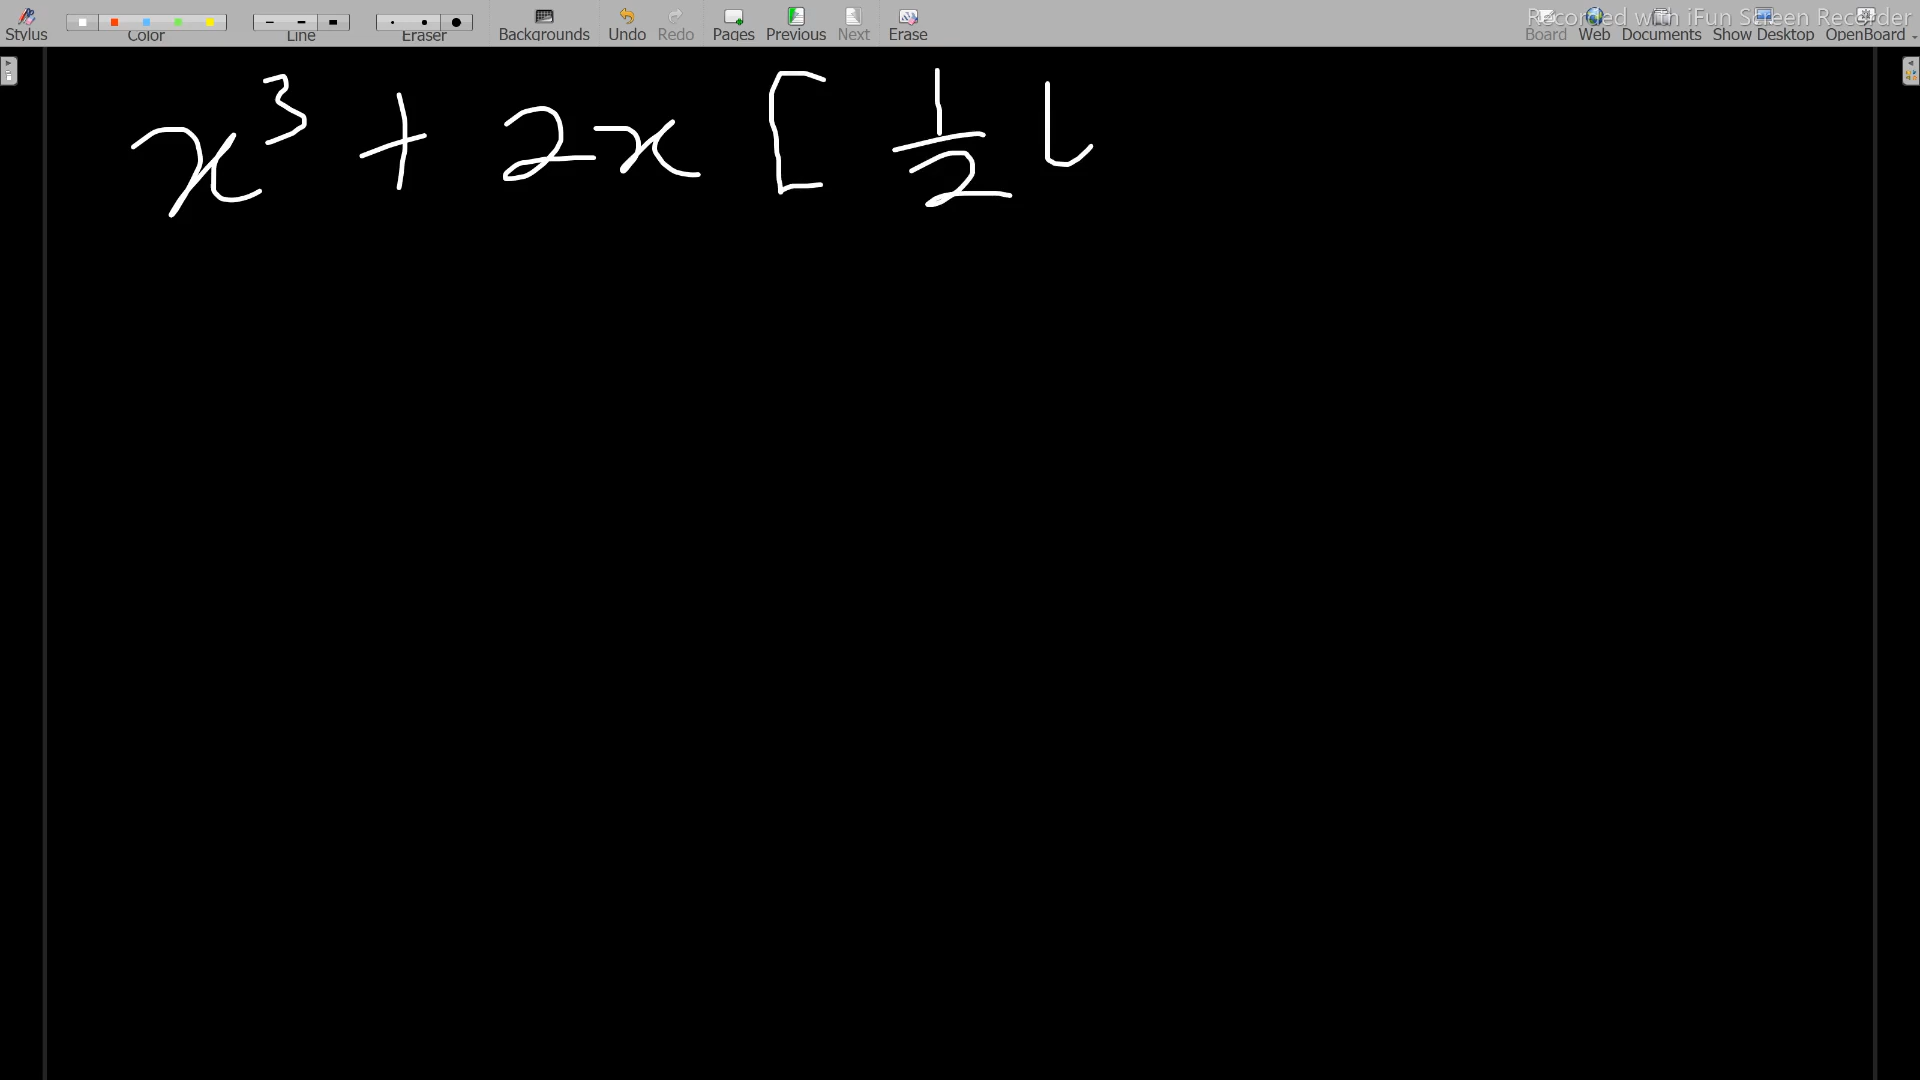 Stylus Color Line Eraser Backgrounds Undo Redo Pages Previous Next Erase Board Web Documents Show Desktop OpenBoard
Recorded with iFun Screen Recorder
x³ + 2x [ 1/2 l